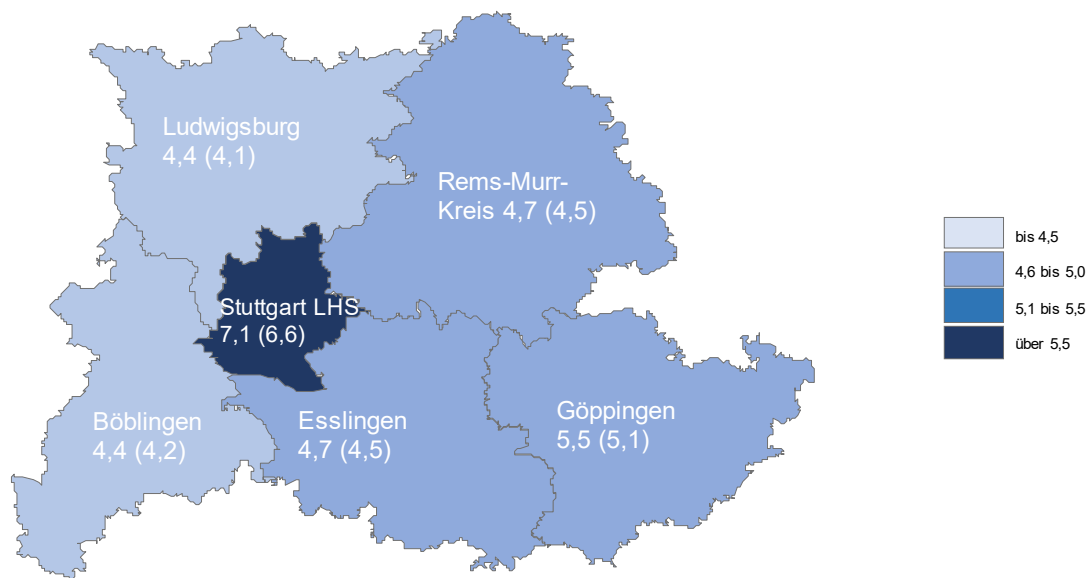 Ludwigsburg
4,4 (4,1)
Rems-Murr-
Kreis 4,7 (4,5)
bis 4,5
4,6 bis 5,0
5,1 bis 5,5
über 5,5
Stuttgart LHS
7,1 (6,6)
Böblingen
4,4 (4,2)
Esslingen
4,7 (4,5)
Göppingen
5,5 (5,1)